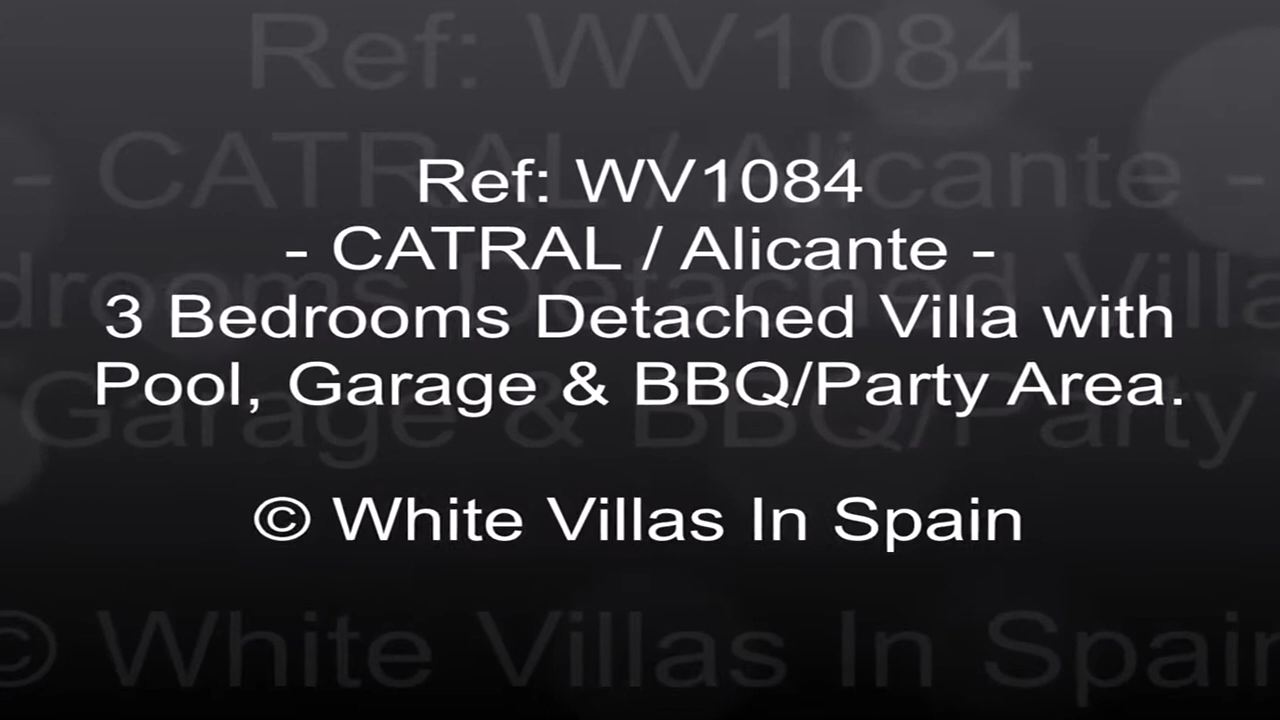 Ref: WV1084
- CATRAL / Alicante -
3 Bedrooms Detached Villa with
Pool, Garage & BBQ/Party Area.
© White Villas In Spain